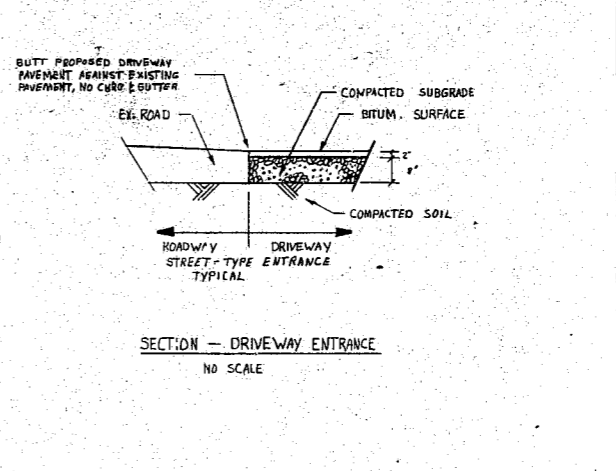 BUTT PROPOSED DRIVEWAY
PAVEMENT AGAINST EXISTING
PAVEMENT, NO CURB & GUTTER
COMPACTED SUBGRADE
EX. ROAD
BITUM. SURFACE
2"
8"
COMPACTED SOIL
ROADWAY DRIVEWAY
STREET-TYPE ENTRANCE
TYPICAL
SECTION — DRIVEWAY ENTRANCE
NO SCALE